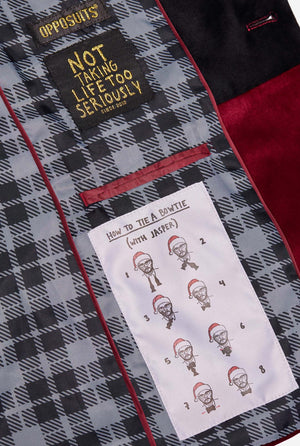 OPPOSUITS
NOT
TAKING
LIFE TOO
SERIOUSLY
SINCE 2012
HOW TO TIE A BOWTIE
(WITH JASPER)
1 2
3 4
5 6
7 8